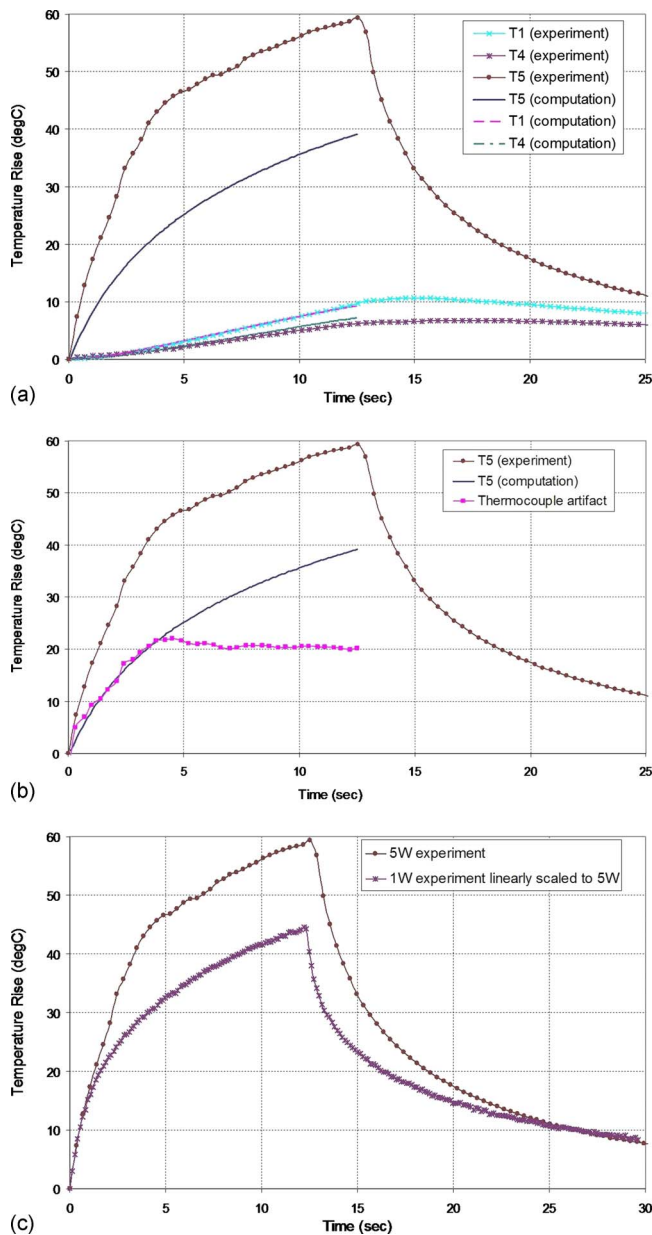 60
50
40
30
20
10
0
Temperature Rise (degC)
T1 (experiment)
T4 (experiment)
T5 (experiment)
T5 (computation)
T1 (computation)
T4 (computation)
0 5 10 15 20 25
Time (sec)
(a)
60
50
40
30
20
10
0
Temperature Rise (degC)
T5 (experiment)
T5 (computation)
Thermocouple artifact
0 5 10 15 20 25
Time (sec)
(b)
60
50
40
30
20
10
0
Temperature Rise (degC)
5W experiment
1W experiment linearly scaled to 5W
0 5 10 15 20 25 30
Time (sec)
(c)